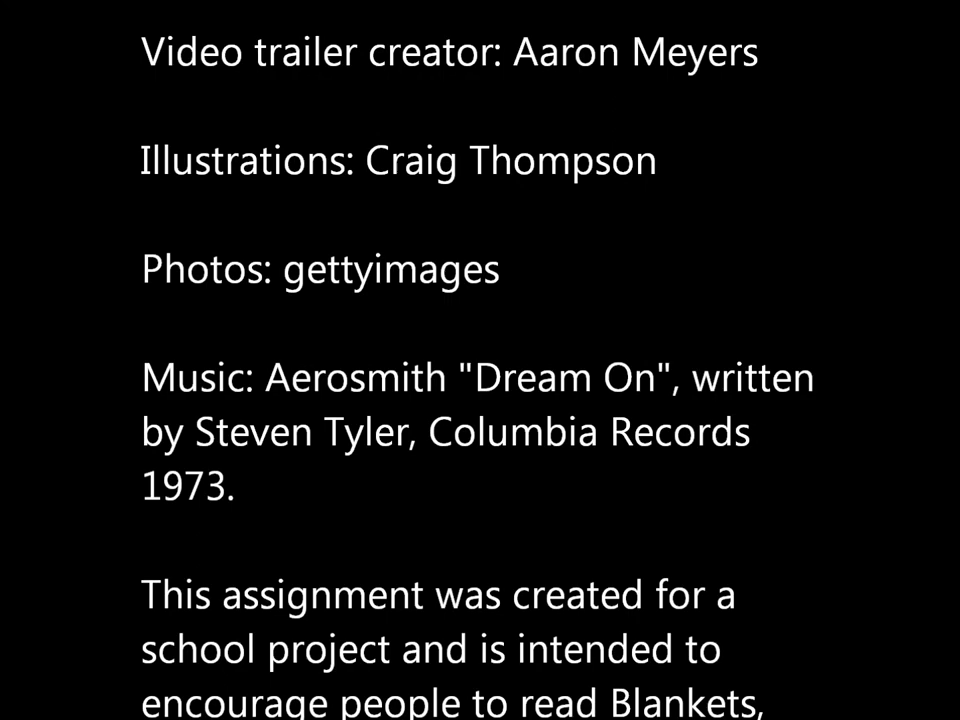 Video trailer creator: Aaron Meyers
Illustrations: Craig Thompson
Photos: gettyimages
Music: Aerosmith "Dream On", written
by Steven Tyler, Columbia Records
1973.
This assignment was created for a
school project and is intended to
encourage people to read Blankets,